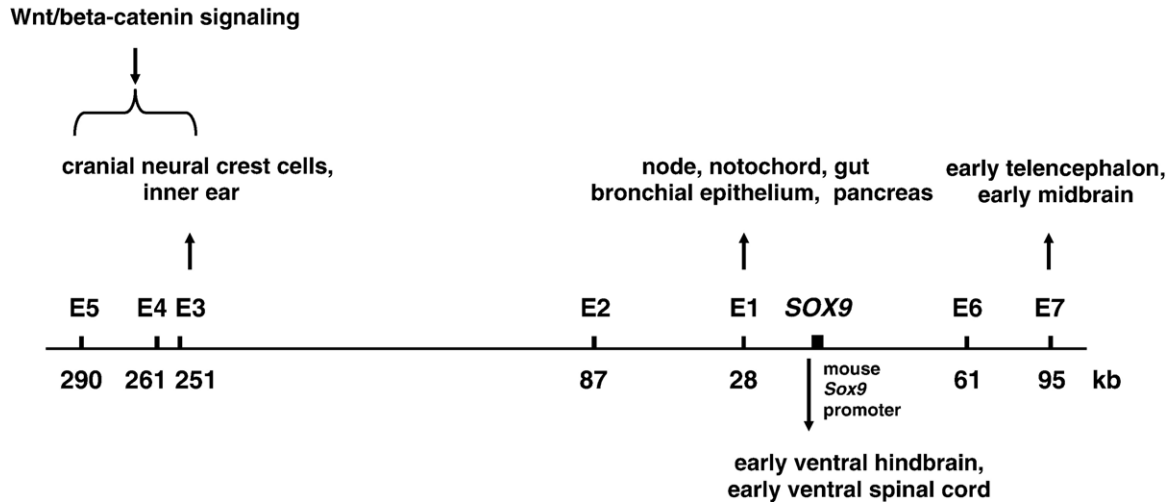 Wnt/beta-catenin signaling
cranial neural crest cells,
inner ear
node, notochord, gut
bronchial epithelium, pancreas
early telencephalon,
early midbrain
E5 E4 E3 E2 E1 SOX9 E6 E7
290 261 251 87 28 61 95 kb
mouse
Sox9
promoter
early ventral hindbrain,
early ventral spinal cord